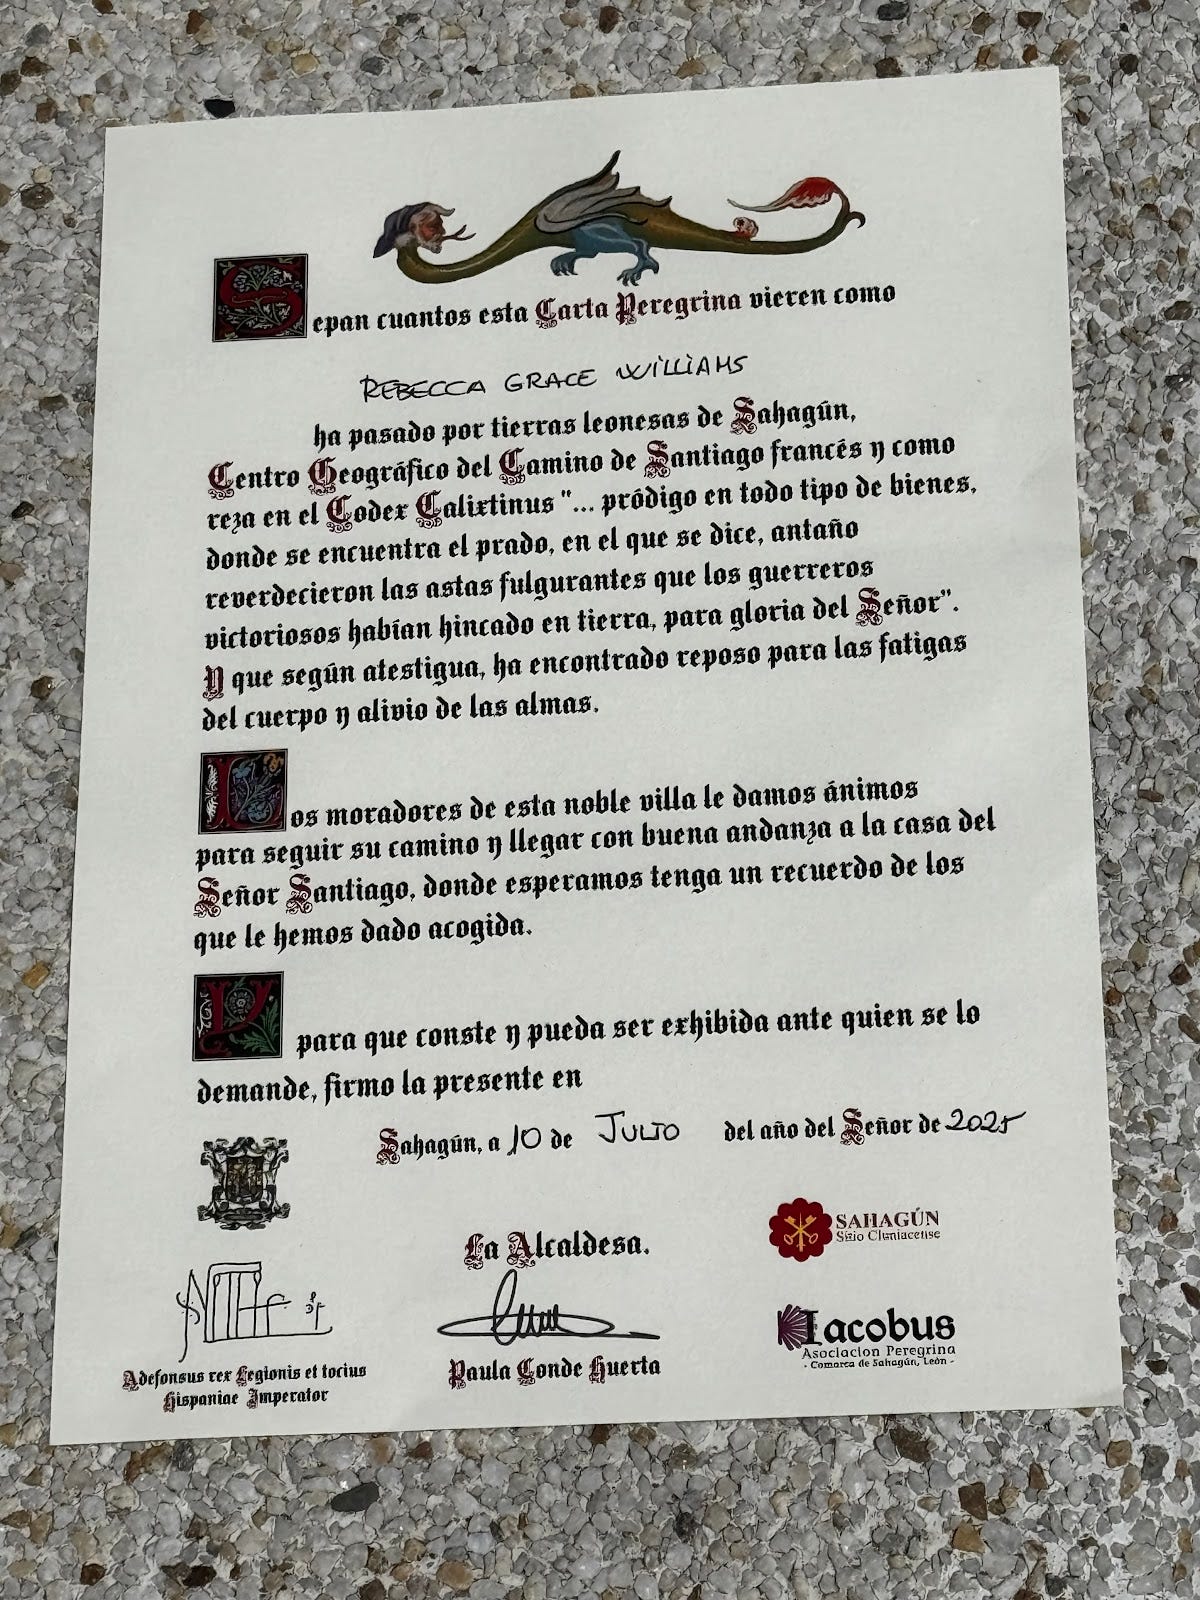 Sepan cuantos esta Carta Peregrina vieren como
REBECCA GRACE WILLIAMS
ha pasado por tierras leonesas de Sahagún,
Centro Geográfico del Camino de Santiago francés y como
reza en el Codex Calixtinus "... pródigo en todo tipo de bienes,
donde se encuentra el prado, en el que se dice, antaño
reverdecieron las astas fulgurantes que los guerreros
victoriosos habían hincado en tierra, para gloria del Señor".
Y que según atestigua, ha encontrado reposo para las fatigas
del cuerpo y alivio de las almas.
Los moradores de esta noble villa le damos ánimos
para seguir su camino y llegar con buena andanza a la casa del
Señor Santiago, donde esperamos tenga un recuerdo de los
que le hemos dado acogida.
Y para que conste y pueda ser exhibida ante quien se lo
demande, firmo la presente en
Sahagún, a 10 de JULIO del año del Señor de 2025
La Alcaldesa.
SAHAGÚN
Sitio Cluniacense
Iacobus
Asociacion Peregrina
- Comarca de Sahagún, León -
Adefonsus rex Legionis et tocius
Hispaniae Imperator
Paula Conde Huerta